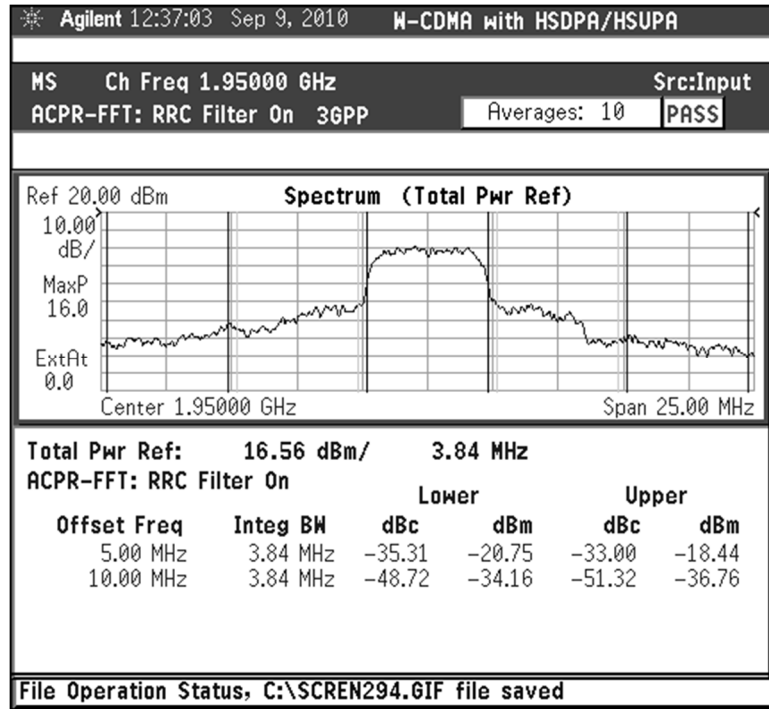 Agilent 12:37:03 Sep 9, 2010 W-CDMA with HSDPA/HSUPA
MS Ch Freq 1.95000 GHz Src:Input
ACPR-FFT: RRC Filter On 3GPP Averages: 10 PASS
Ref 20.00 dBm Spectrum (Total Pwr Ref)
10.00
dB/
MaxP
16.0
ExtAt
0.0
Center 1.95000 GHz Span 25.00 MHz
Total Pwr Ref: 16.56 dBm/ 3.84 MHz
ACPR-FFT: RRC Filter On
Lower Upper
Offset Freq Integ BW dBc dBm dBc dBm
5.00 MHz 3.84 MHz -35.31 -20.75 -33.00 -18.44
10.00 MHz 3.84 MHz -48.72 -34.16 -51.32 -36.76
File Operation Status, C:\SCREN294.GIF file saved